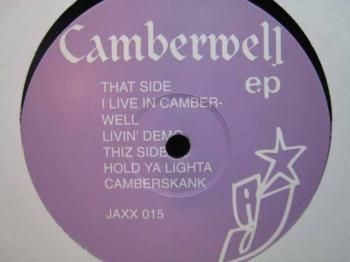 Camberwell
ep
THAT SIDE
I LIVE IN CAMBER-
WELL
LIVIN' DEMO
THIZ SIDE
HOLD YA LIGHTA
CAMBERSKANK
JAXX 015